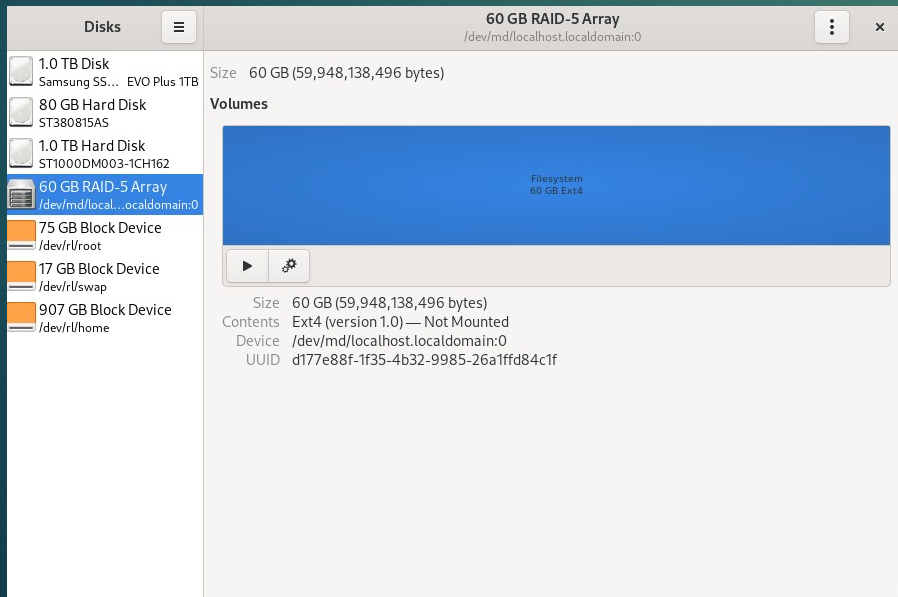 Disks
60 GB RAID-5 Array
/dev/md/localhost.localdomain:0
1.0 TB Disk
Samsung SS... EVO Plus 1TB
80 GB Hard Disk
ST380815AS
1.0 TB Hard Disk
ST1000DM003-1CH162
60 GB RAID-5 Array
/dev/md/local...ocaldomain:0
75 GB Block Device
/dev/rl/root
17 GB Block Device
/dev/rl/swap
907 GB Block Device
/dev/rl/home
Size 60 GB (59,948,138,496 bytes)
Volumes
Filesystem
60 GB Ext4
Size 60 GB (59,948,138,496 bytes)
Contents Ext4 (version 1.0) — Not Mounted
Device /dev/md/localhost.localdomain:0
UUID d177e88f-1f35-4b32-9985-26a1ffd84c1f